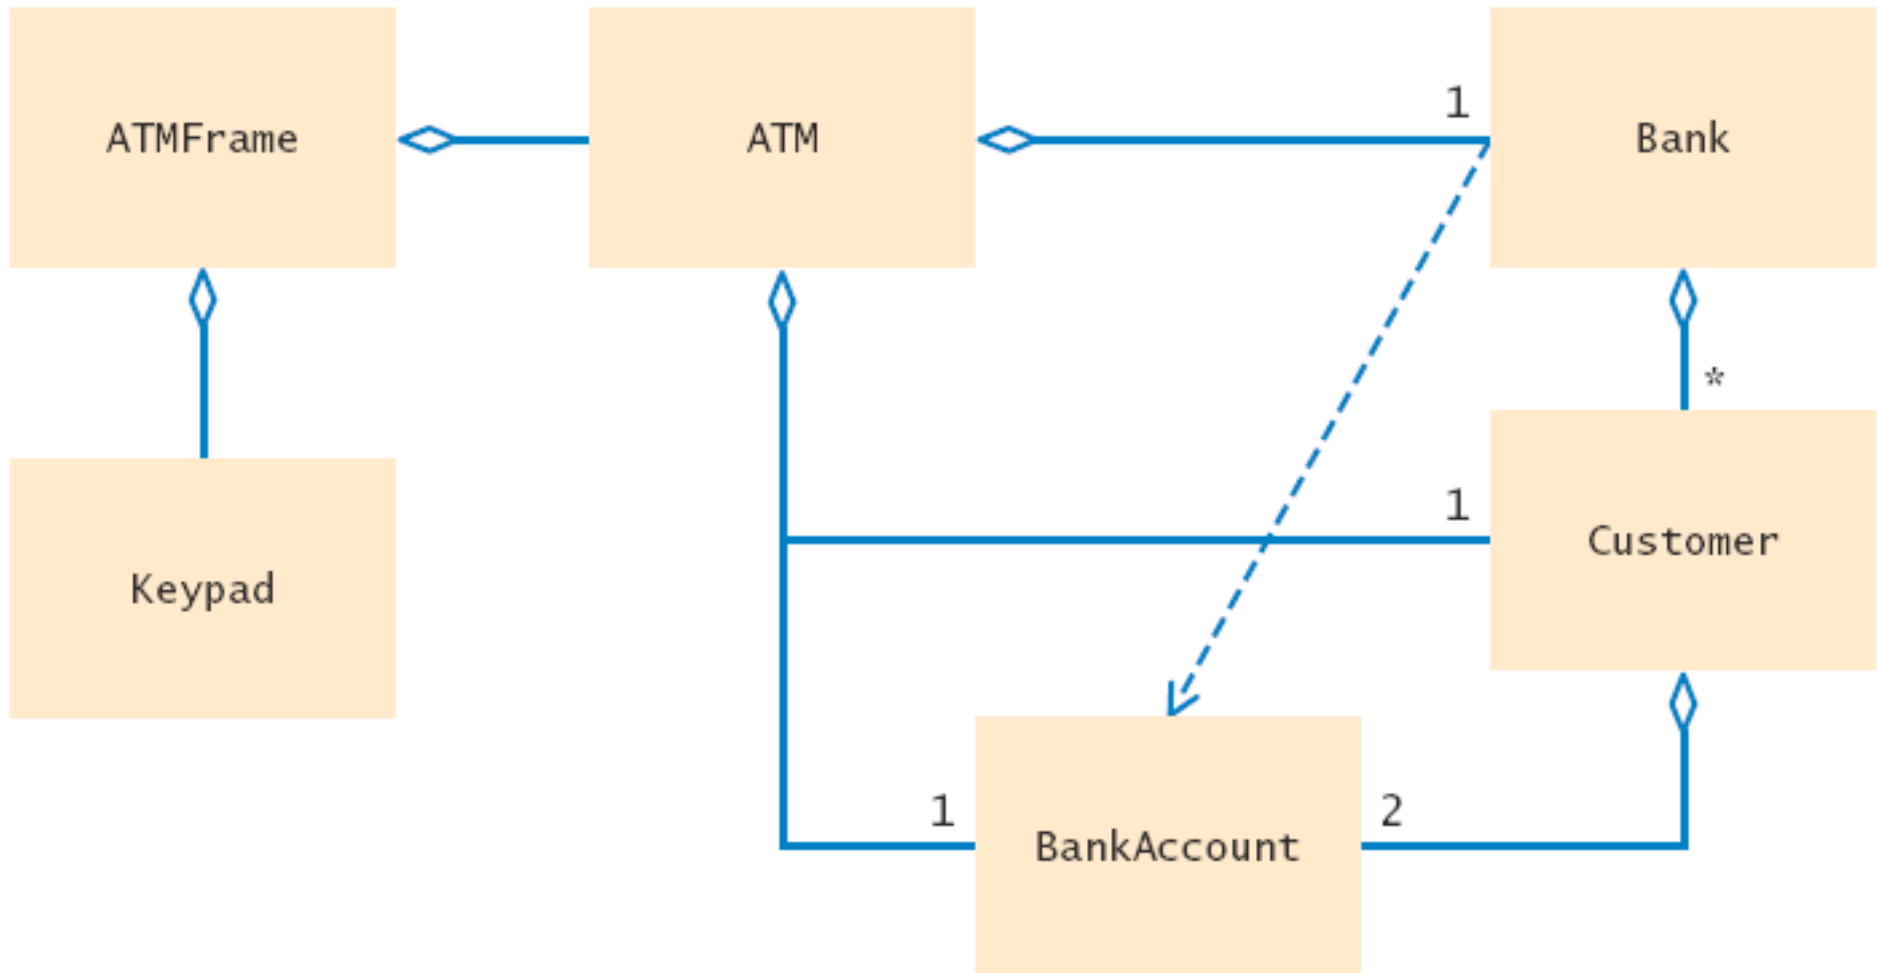 ATMFrame
ATM
1
Bank
*
1
Customer
Keypad
1
BankAccount
2